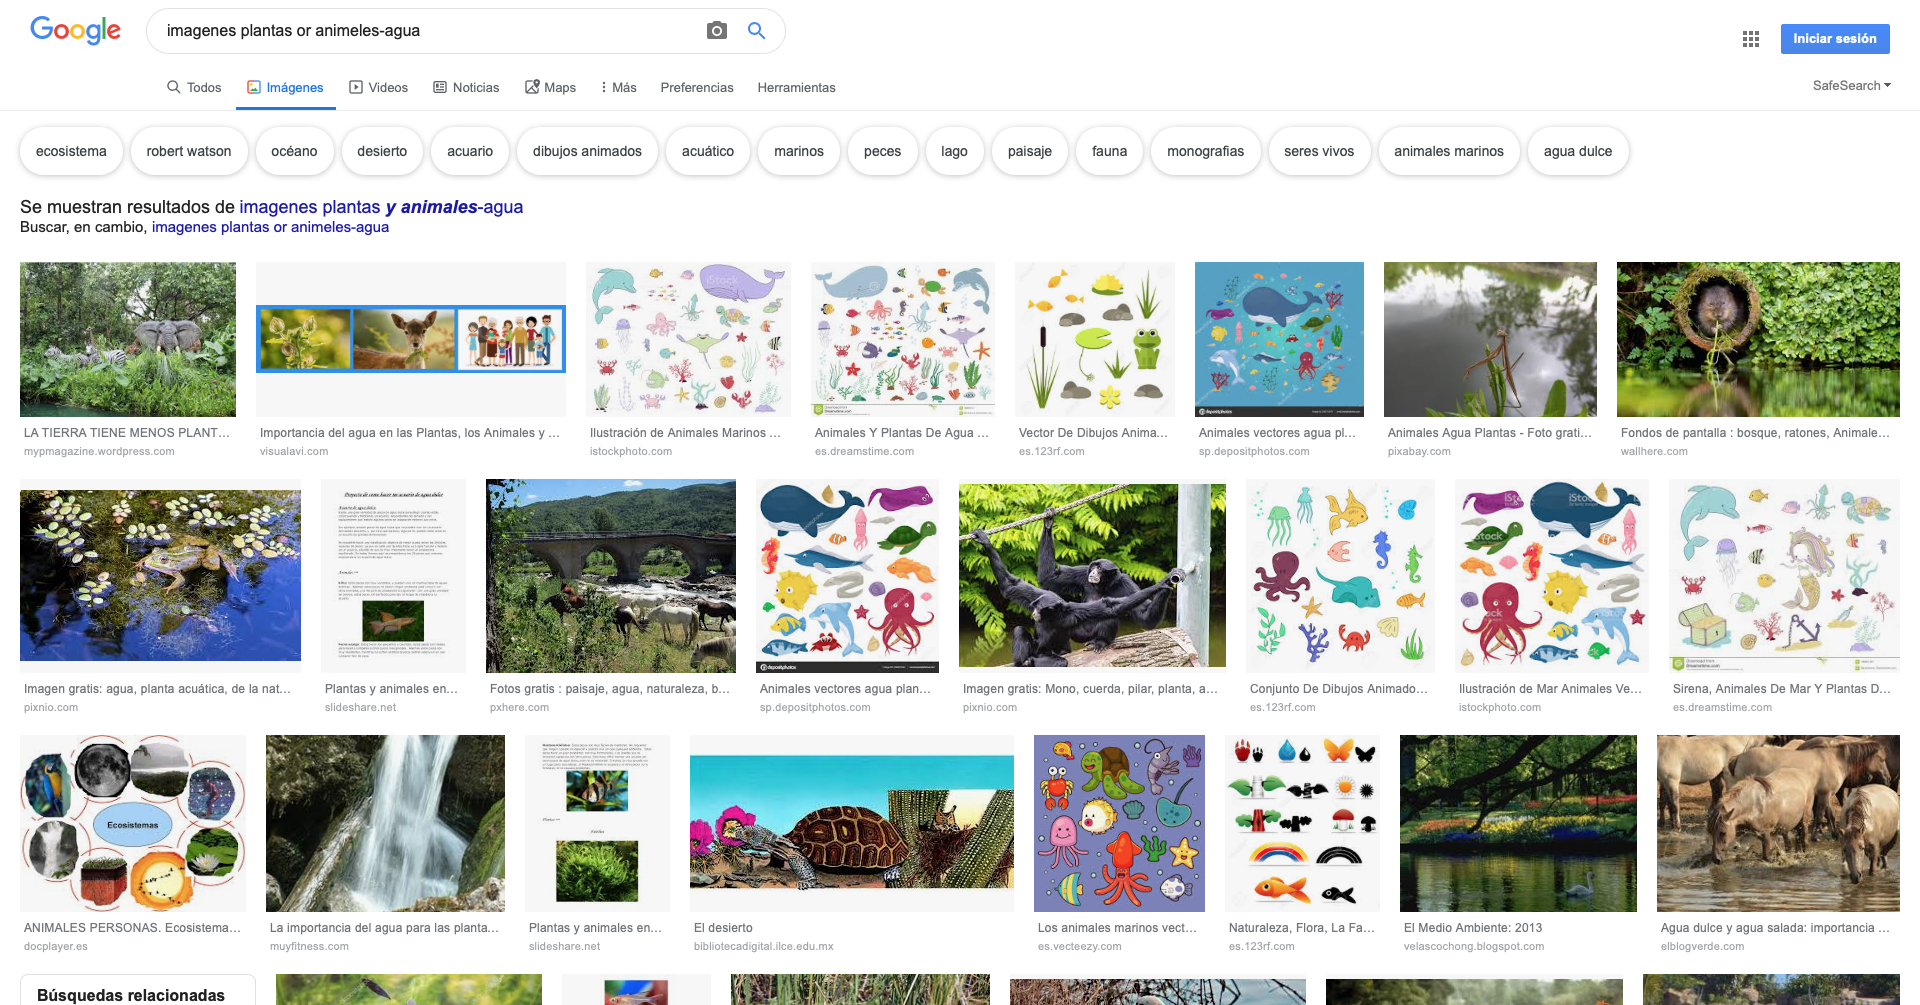 Google
imagenes plantas or animeles-agua
Iniciar sesión
Todos
Imágenes
Videos
Noticias
Maps
Más
Preferencias
Herramientas
SafeSearch
ecosistema
robert watson
océano
desierto
acuario
dibujos animados
acuático
marinos
peces
lago
paisaje
fauna
monografias
seres vivos
animales marinos
agua dulce
Se muestran resultados de imagenes plantas y animales-agua
Buscar, en cambio, imagenes plantas or animeles-agua
LA TIERRA TIENE MENOS PLANT...
mypmagazine.wordpress.com
Importancia del agua en las Plantas, los Animales y ...
visualavi.com
Ilustración de Animales Marinos ...
istockphoto.com
Animales Y Plantas De Agua ...
es.dreamstime.com
Vector De Dibujos Anima...
es.123rf.com
Animales vectores agua pl...
sp.depositphotos.com
Animales Agua Plantas - Foto grati...
pixabay.com
Fondos de pantalla : bosque, ratones, Animale...
wallhere.com
Imagen gratis: agua, planta acuática, de la nat...
pixnio.com
Plantas y animales en...
slideshare.net
Fotos gratis : paisaje, agua, naturaleza, b...
pxhere.com
Animales vectores agua plan...
sp.depositphotos.com
Imagen gratis: Mono, cuerda, pilar, planta, a...
pixnio.com
Conjunto De Dibujos Animado...
es.123rf.com
Ilustración de Mar Animales Ve...
istockphoto.com
Sirena, Animales De Mar Y Plantas D...
es.dreamstime.com
Ecosistemas
ANIMALES PERSONAS. Ecosistema...
docplayer.es
La importancia del agua para las planta...
muyfitness.com
Plantas y animales en...
slideshare.net
El desierto
bibliotecadigital.ilce.edu.mx
Los animales marinos vect...
es.vecteezy.com
Naturaleza, Flora, La Fa...
es.123rf.com
El Medio Ambiente: 2013
velascochong.blogspot.com
Agua dulce y agua salada: importancia ...
elblogverde.com
Búsquedas relacionadas